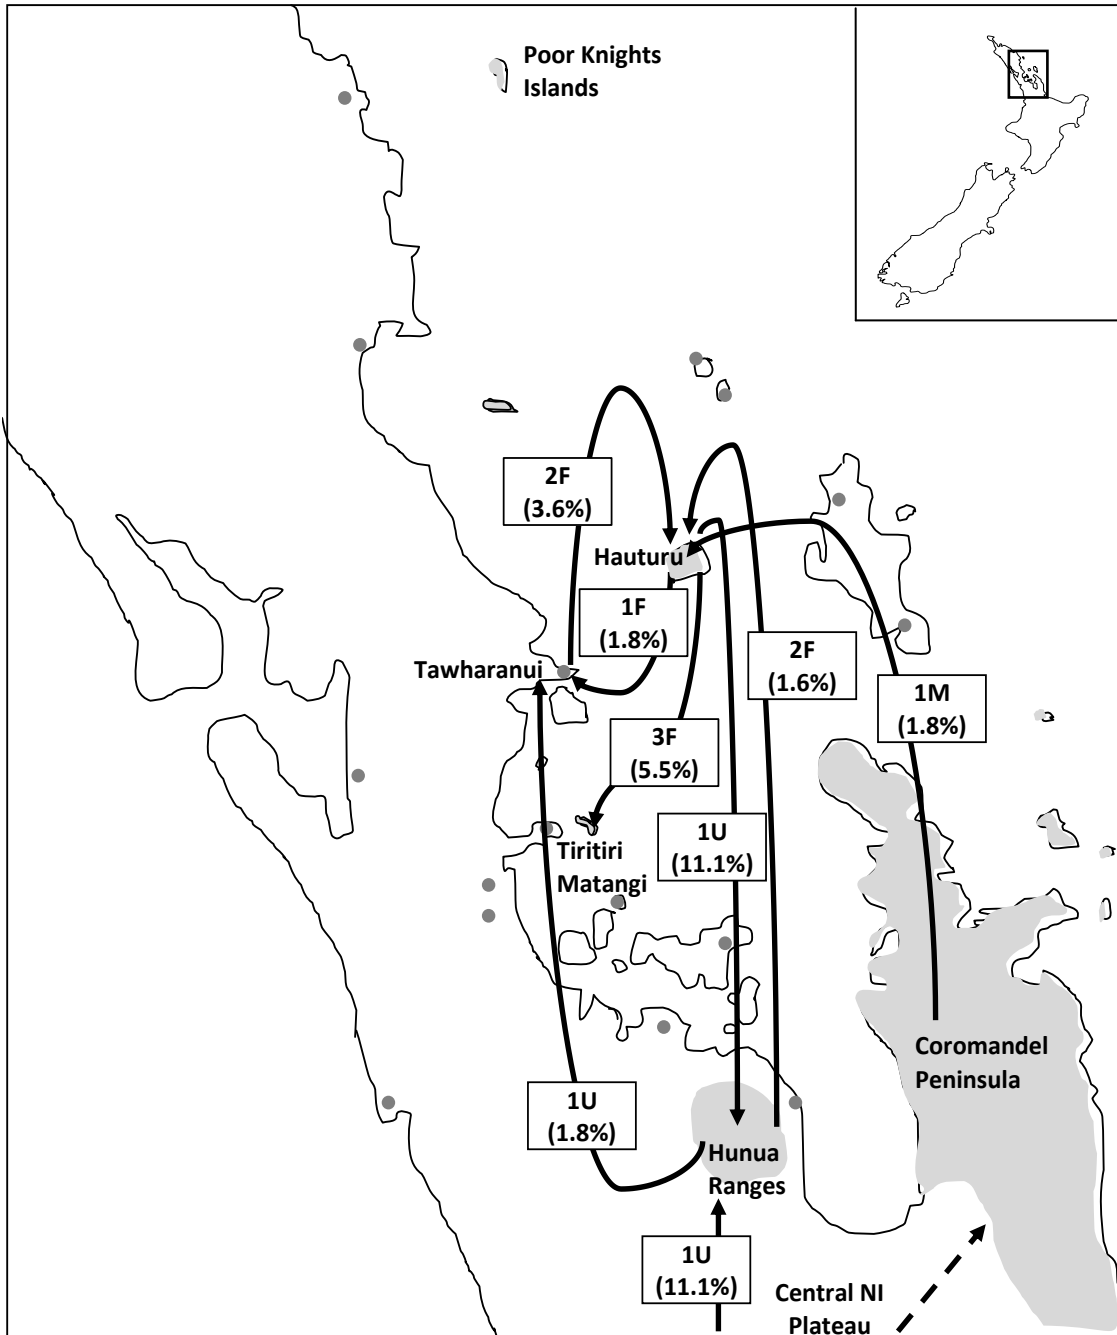 Poor Knights
Islands
2F
(3.6%)
Hauturu
1F
(1.8%)
2F
(1.6%)
Tawharanui
1M
(1.8%)
3F
(5.5%)
1U
(11.1%)
Tiritiri
Matangi
Coromandel
Peninsula
1U
(1.8%)
Hunua
Ranges
1U
(11.1%)
Central NI
Plateau